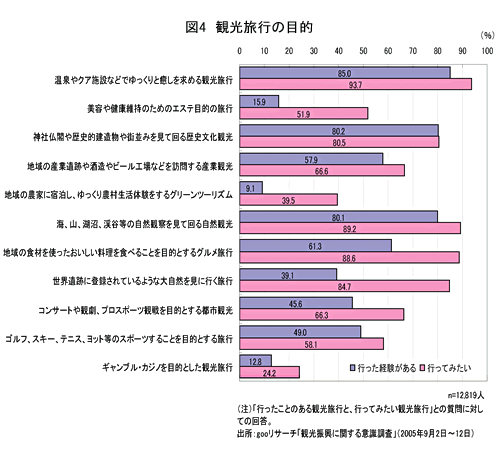 図4 観光旅行の目的
(%)
0 10 20 30 40 50 60 70 80 90 100
温泉やケア施設などでゆっくりと癒しを求める観光旅行
85.0
93.7
美容や健康維持のためのエステ目的の旅行
15.9
51.9
神社仏閣や歴史的建造物や街並みを見て回る歴史文化観光
80.2
80.5
地域の産業遺跡や酒造やビール工場などを訪問する産業観光
57.9
66.6
地域の農家に宿泊し、ゆっくり農村生活体験をするグリーンツーリズム
9.1
39.5
海、山、湖沼、渓谷等の自然観察を見て回る自然観光
80.1
89.2
地域の食材を使ったおいしい料理を食べることを目的とするグルメ旅行
61.3
88.6
世界遺跡に登録されているような大自然を見に行く旅行
39.1
84.7
コンサートや観劇、プロスポーツ観戦を目的とする都市観光
45.6
66.3
ゴルフ、スキー、テニス、ヨット等のスポーツすることを目的とする旅行
49.0
58.1
ギャンブル・カジノを目的とした観光旅行
12.8
24.2
行った経験がある 行ってみたい
n=12,819人
(注)「行ったことのある観光旅行と、行ってみたい観光旅行」との質問に対し
ての回答。
出所:gooリサーチ「観光振興に関する意識調査」(2005年9月2日～12日)